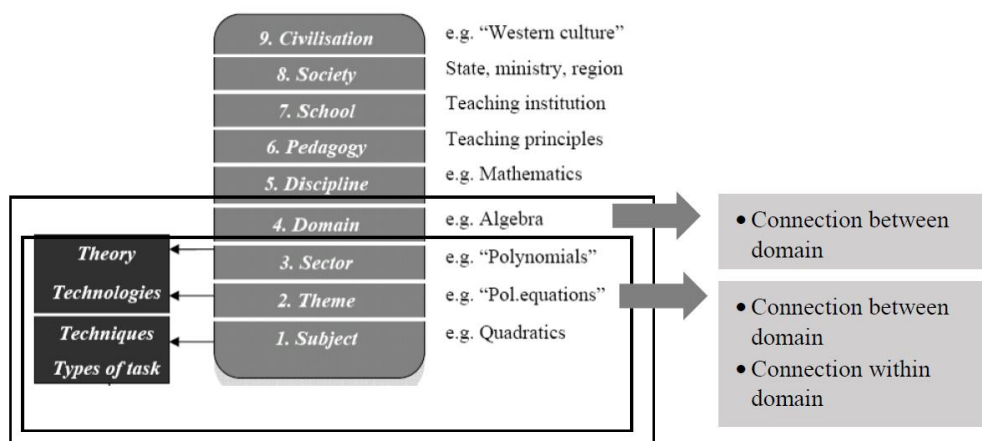 9. Civilisation
e.g. “Western culture”
8. Society
State, ministry, region
7. School
Teaching institution
6. Pedagogy
Teaching principles
5. Discipline
e.g. Mathematics
4. Domain
e.g. Algebra
3. Sector
e.g. “Polynomials”
2. Theme
e.g. “Pol.equations”
1. Subject
e.g. Quadratics
Theory
Technologies
Techniques
Types of task
• Connection between
domain
• Connection between
domain
• Connection within
domain